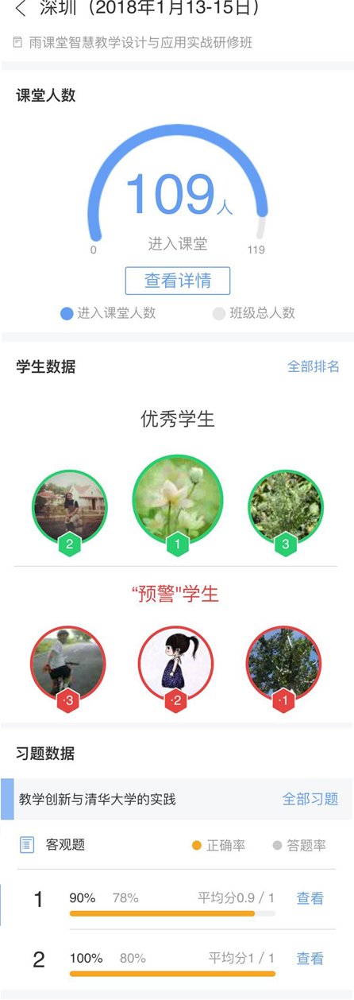 深圳（2018年1月13-15日）
雨课堂智慧教学设计与应用实战研修班
课堂人数
109人
0 进入课堂 119
查看详情
进入课堂人数 班级总人数
学生数据 全部排名
优秀学生
2 1 3
“预警"学生
·3 ·2 ·1
习题数据
教学创新与清华大学的实践 全部习题
客观题 正确率 答题率
1 90% 78% 平均分0.9 / 1 查看
2 100% 80% 平均分1 / 1 查看